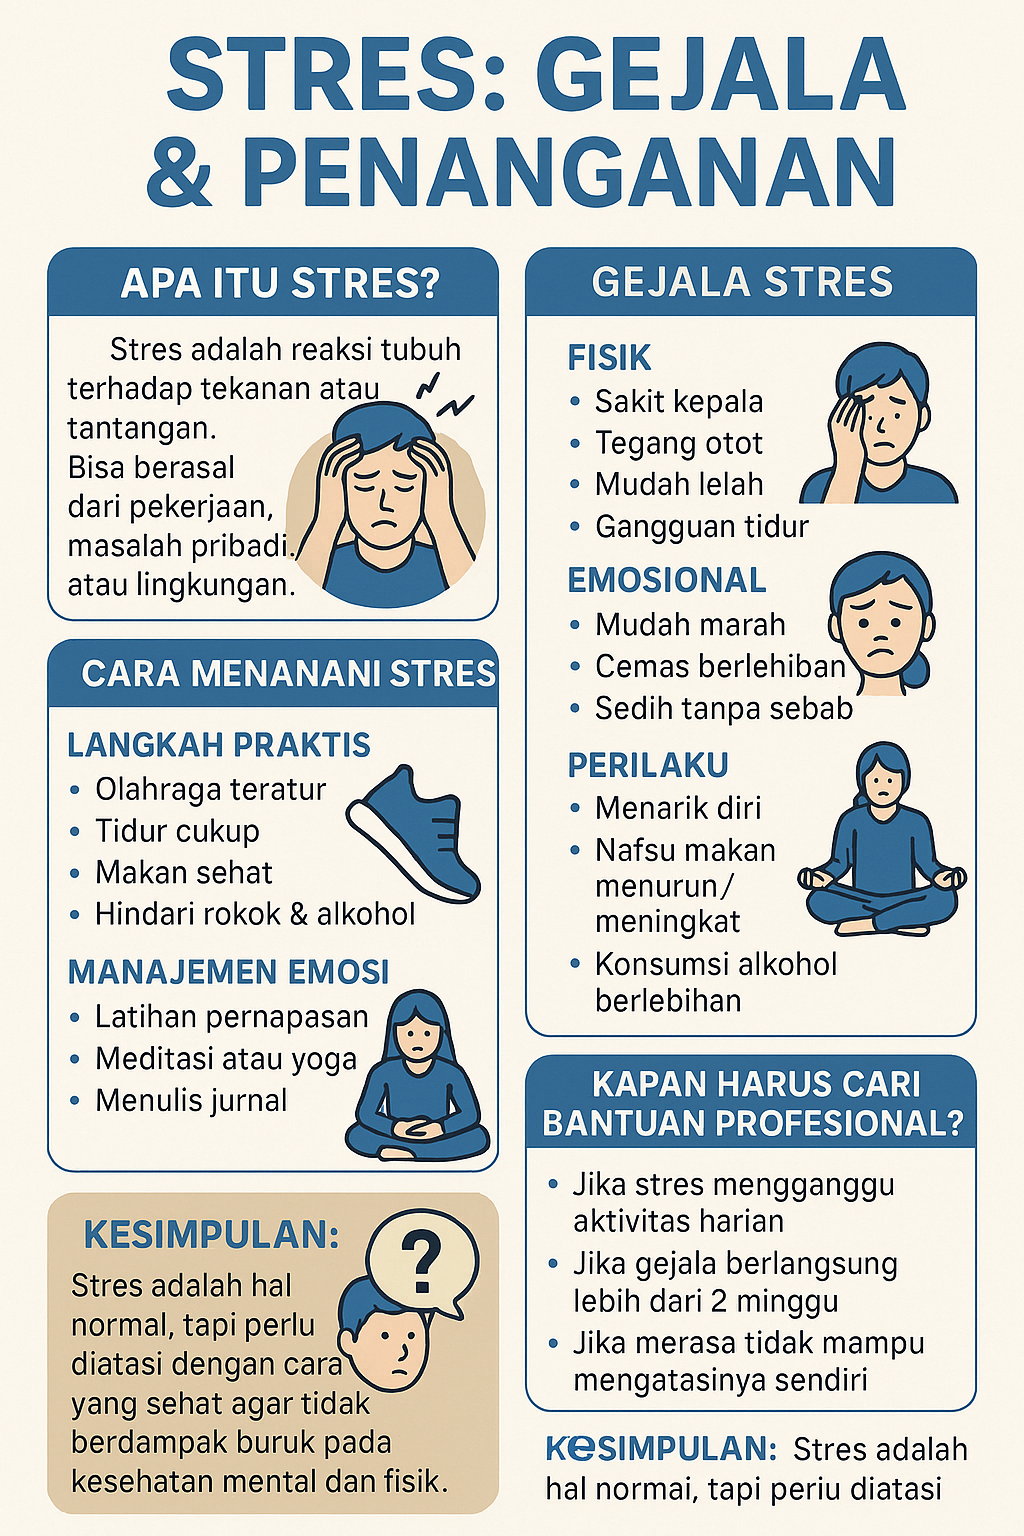 STRES: GEJALA
& PENANGANAN
APA ITU STRES?
Stres adalah reaksi tubuh
terhadap tekanan atau
tantangan.
Bisa berasal
dari pekerjaan,
masalah pribadi.
atau lingkungan.
CARA MENANANI STRES
LANGKAH PRAKTIS
• Olahraga teratur
• Tidur cukup
• Makan sehat
• Hindari rokok & alkohol
MANAJEMEN EMOSI
• Latihan pernapasan
• Meditasi atau yoga
• Menulis jurnal
KESIMPULAN:
Stres adalah hal
normal, tapi perlu
diatasi dengan cara
yang sehat agar tidak
berdampak buruk pada
kesehatan mental dan fisik.
?
GEJALA STRES
FISIK
• Sakit kepala
• Tegang otot
• Mudah lelah
• Gangguan tidur
EMOSIONAL
• Mudah marah
• Cemas berlehiban
• Sedih tanpa sebab
PERILAKU
• Menarik diri
• Nafsu makan
menurun/
meningkat
• Konsumsi alkohol
berlebihan
KAPAN HARUS CARI
BANTUAN PROFESIONAL?
• Jika stres mengganggu
aktivitas harian
• Jika gejala berlangsung
lebih dari 2 minggu
• Jika merasa tidak mampu
mengatasinya sendiri
KeSIMPULAN: Stres adalah
hal normai, tapi periu diatasi